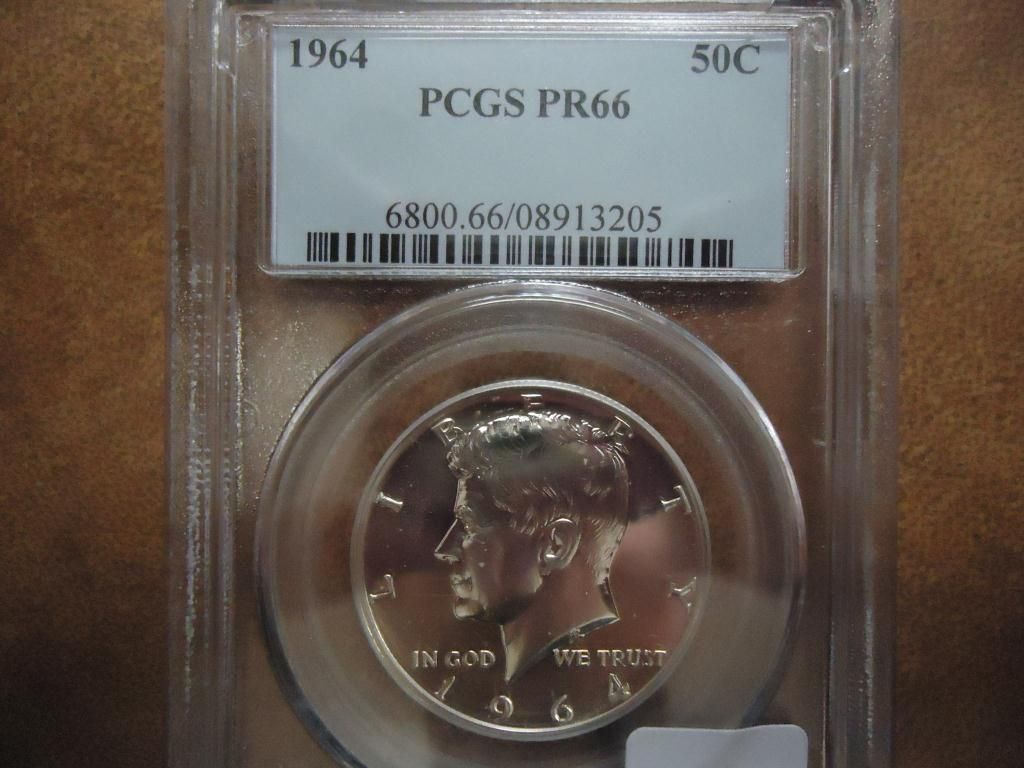 1964 50C
PCGS PR66
6800.66/08913205
LIBERTY
IN GOD WE TRUST
1964